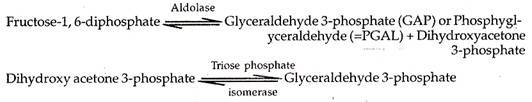 Aldolase
Fructose-1, 6-diphosphate Glyceraldehyde 3-phosphate (GAP) or Phosphygl-
yceraldehyde (=PGAL) + Dihydroxyacetone
3-phosphate
Triose phosphate
Dihydroxy acetone 3-phosphate Glyceraldehyde 3-phosphate
isomerase